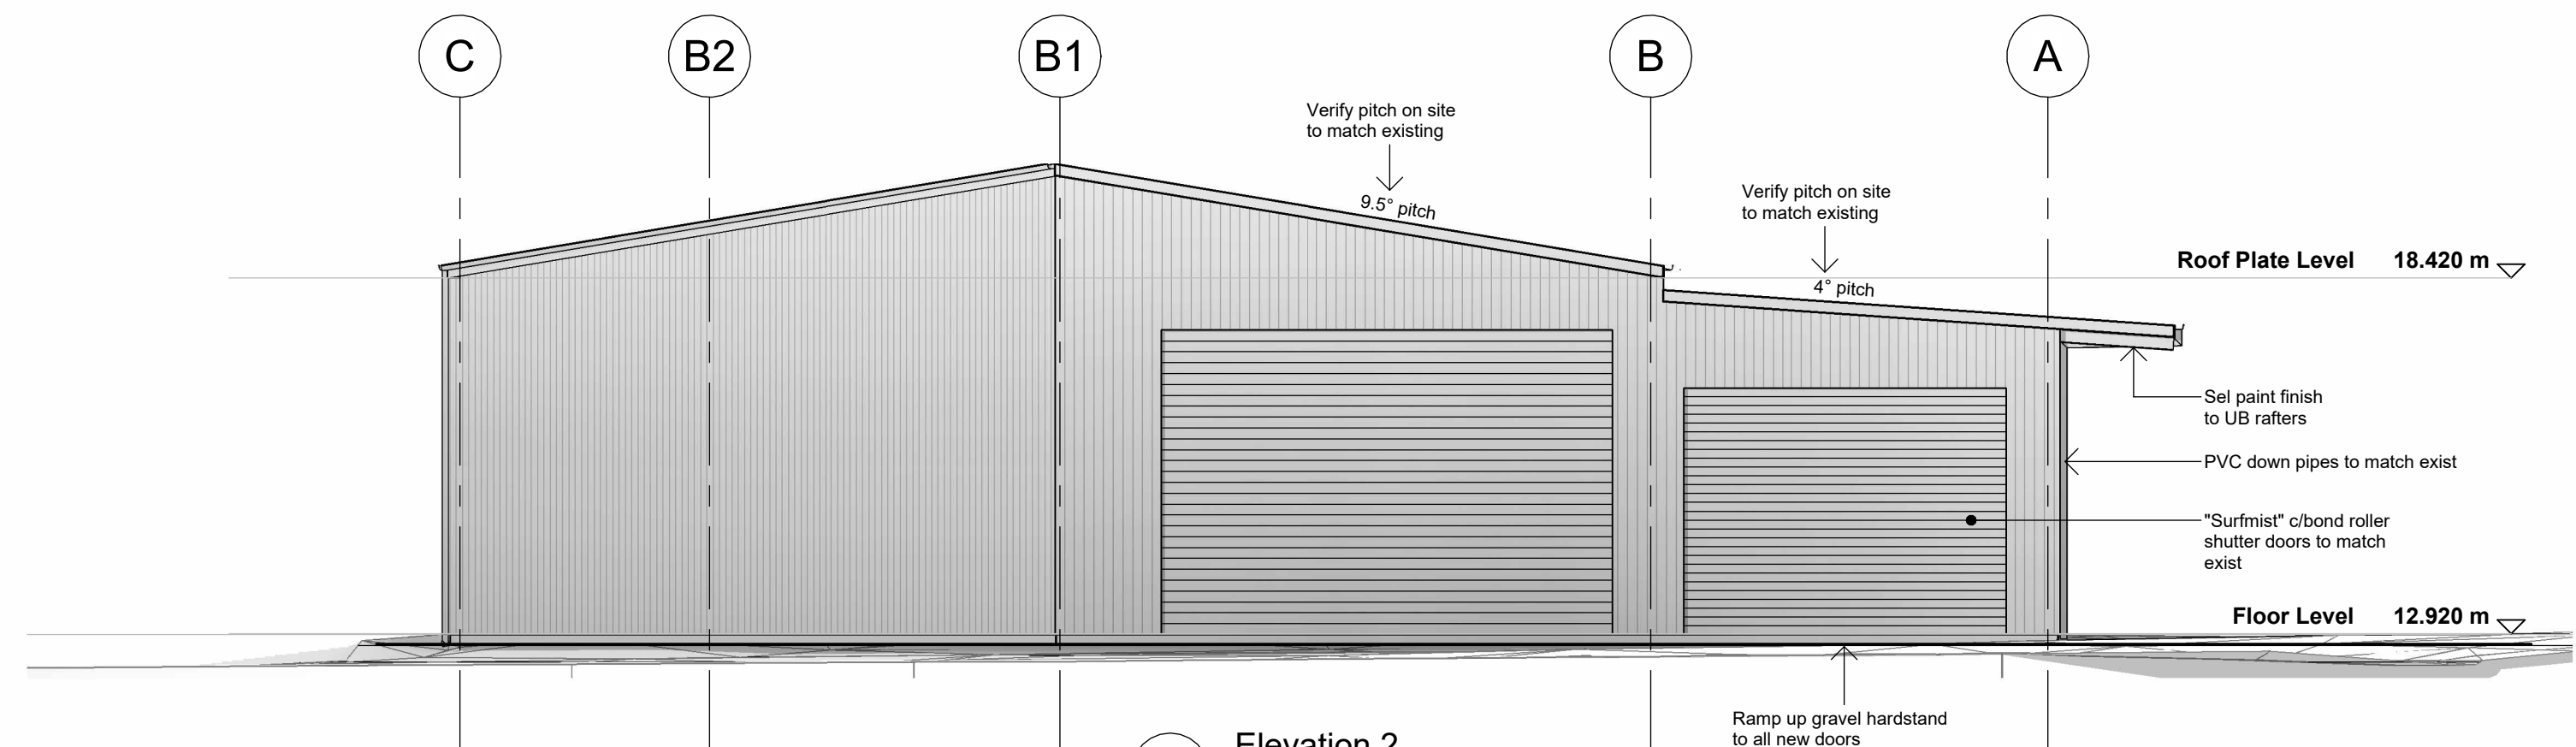 C B2 B1 B A
Verify pitch on site
to match existing
9.5° pitch
Verify pitch on site
to match existing
4° pitch
Roof Plate Level 18.420 m
Sel paint finish
to UB rafters
PVC down pipes to match exist
"Surfmist" c/bond roller
shutter doors to match
exist
Floor Level 12.920 m
Ramp up gravel hardstand
to all new doors
Elevation 2